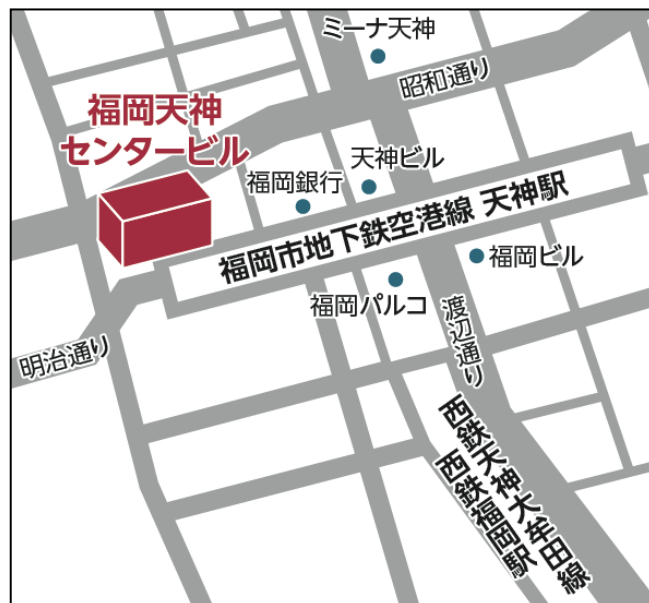 ミーナ天神
昭和通り
福岡天神
センタービル
天神ビル
福岡銀行
福岡市地下鉄空港線 天神駅
福岡ビル
福岡パルコ
渡辺通り
明治通り
西鉄天神大牟田線
西鉄福岡駅